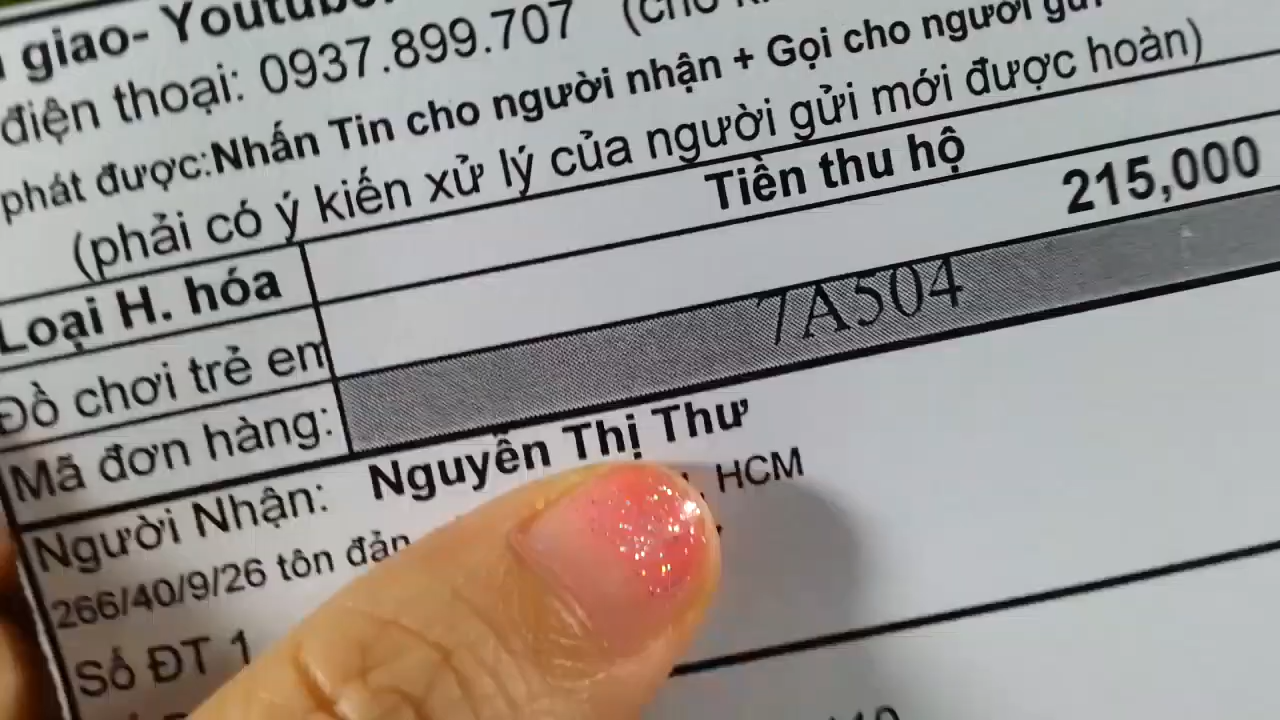 giao- Youtube
điện thoại: 0937.899.707 (cho
phát được:Nhấn Tin cho người nhận + Gọi cho người gửi
(phải có ý kiến xử lý của người gửi mới được hoàn)
Loại H. hóa Tiền thu hộ
Đồ chơi trẻ em 215,000
Mã đơn hàng: 7A504
Người Nhận: Nguyễn Thị Thư
266/40/9/26 tôn đản , HCM
Số ĐT 1